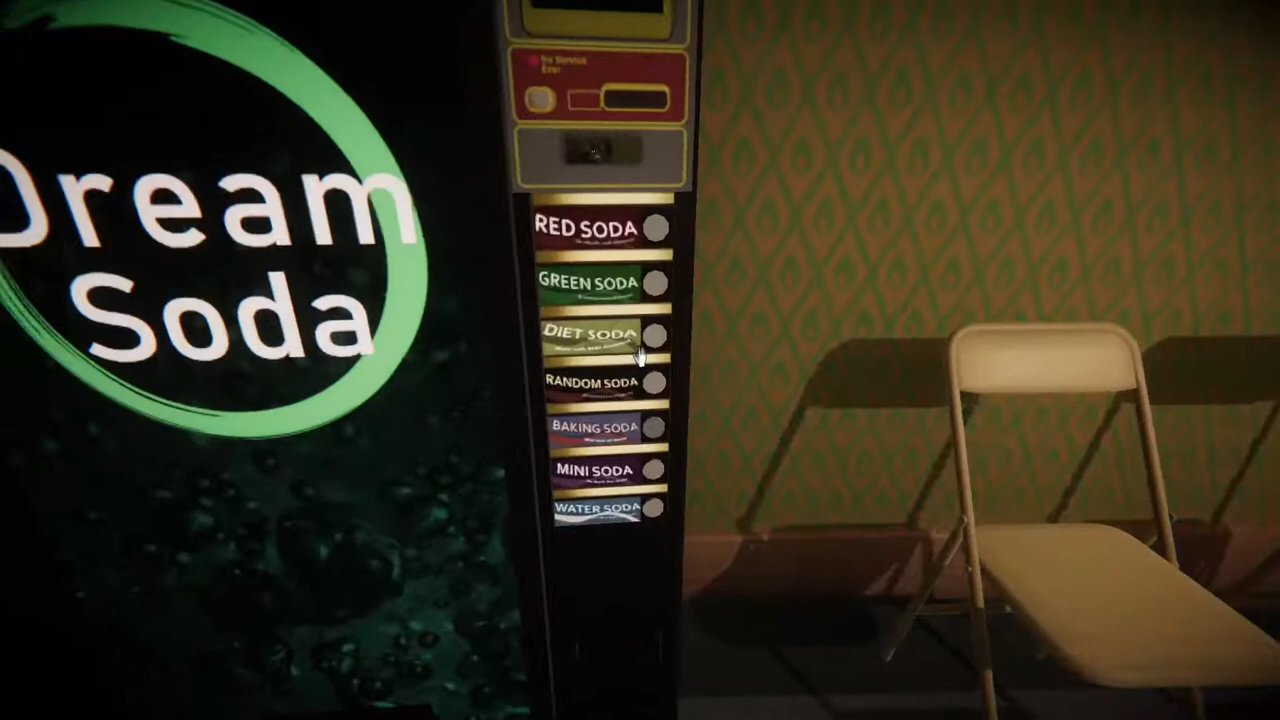 Dream
Soda
RED SODA
GREEN SODA
DIET SODA
RANDOM SODA
BAKING SODA
MINI SODA
WATER SODA